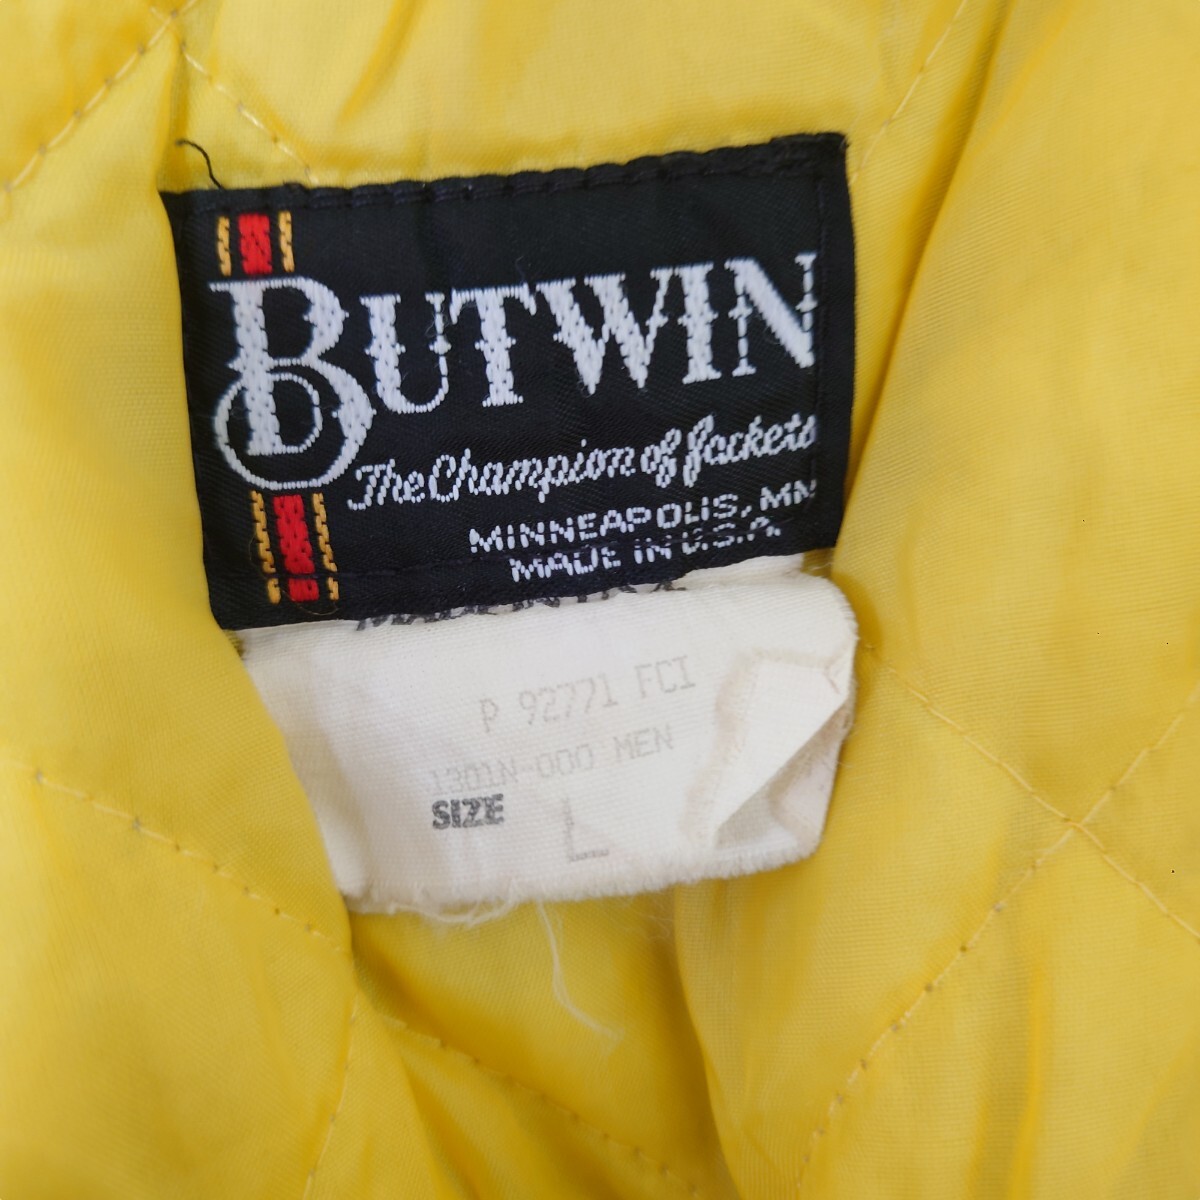 BUTWIN
The Champion of Jackets
MINNEAPOLIS, MN
MADE IN U.S.A.
P 92771 FCI
1301N-000 MEN
SIZE L